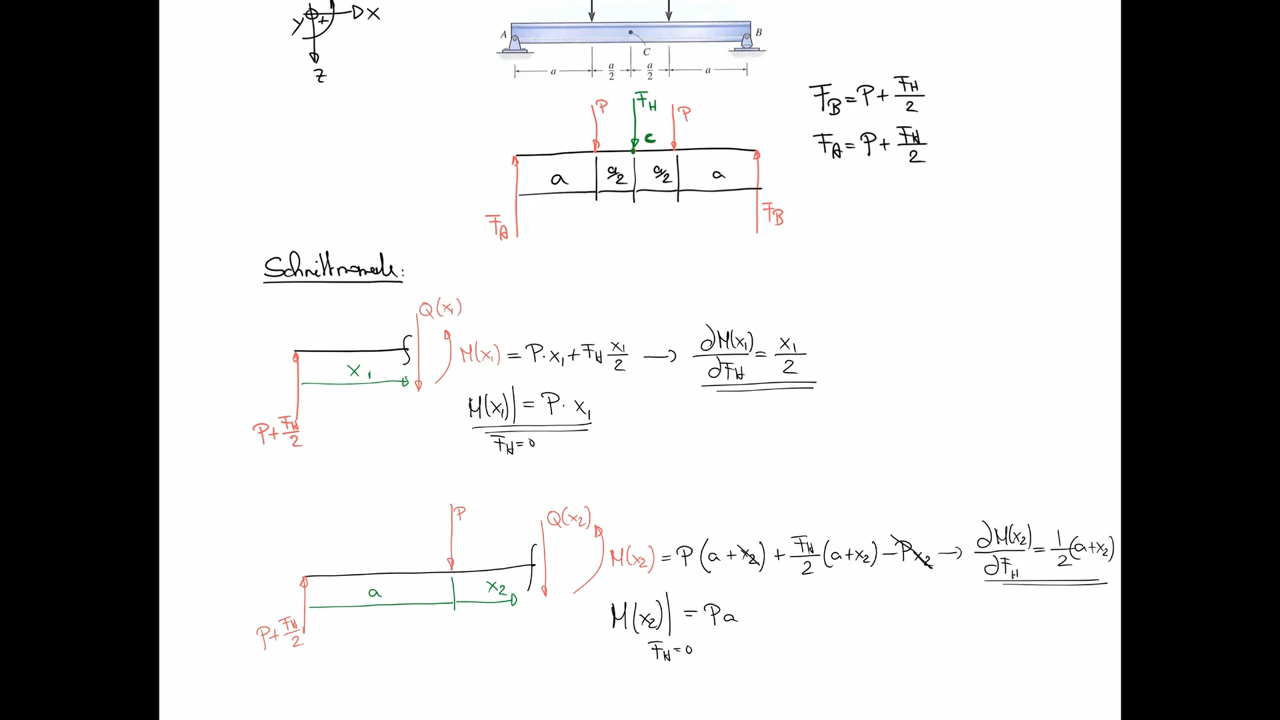 y + x
z
A B
C
a a/2 a/2 a
P F_H P
C
a a/2 a/2 a
F_A F_B
F_B = P + F_H/2
F_A = P + F_H/2
Q(x₁)
M(x₁) = P · x₁ + F_H x₁/2 → ∂M(x₁)/∂F_H = x₁/2
x₁
P + F_H/2
M(x₁)| = P · x₁
F_H = 0
P
Q(x₂)
M(x₂) = P(a + x₂) + F_H/2 (a + x₂) − P x₂ → ∂M(x₂)/∂F_H = 1/2 (a + x₂)
a x₂
P + F_H/2
M(x₂)| = Pa
F_H = 0